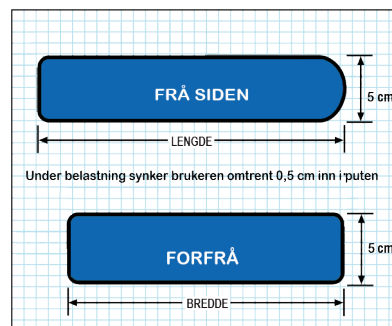 FRÅ SIDEN
5 cm
LENGDE
Under belastning synker brukeren omtrent 0,5 cm inn i puten
FORFRÅ
5 cm
BREDDE